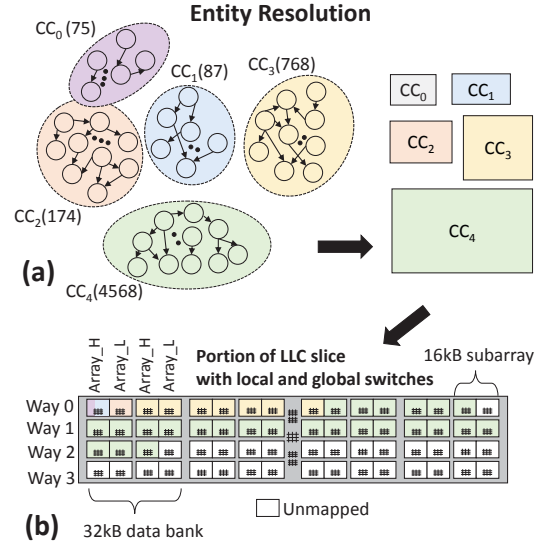 Entity Resolution
CC0 (75)
CC1(87)
CC3(768)
CC2(174)
CC4(4568)
(a)
CC0
CC1
CC2
CC3
CC4
Array_H
Array_L
Array_H
Array_L
Portion of LLC slice
with local and global switches
16kB subarray
Way 0
Way 1
Way 2
Way 3
(b)
32kB data bank
Unmapped